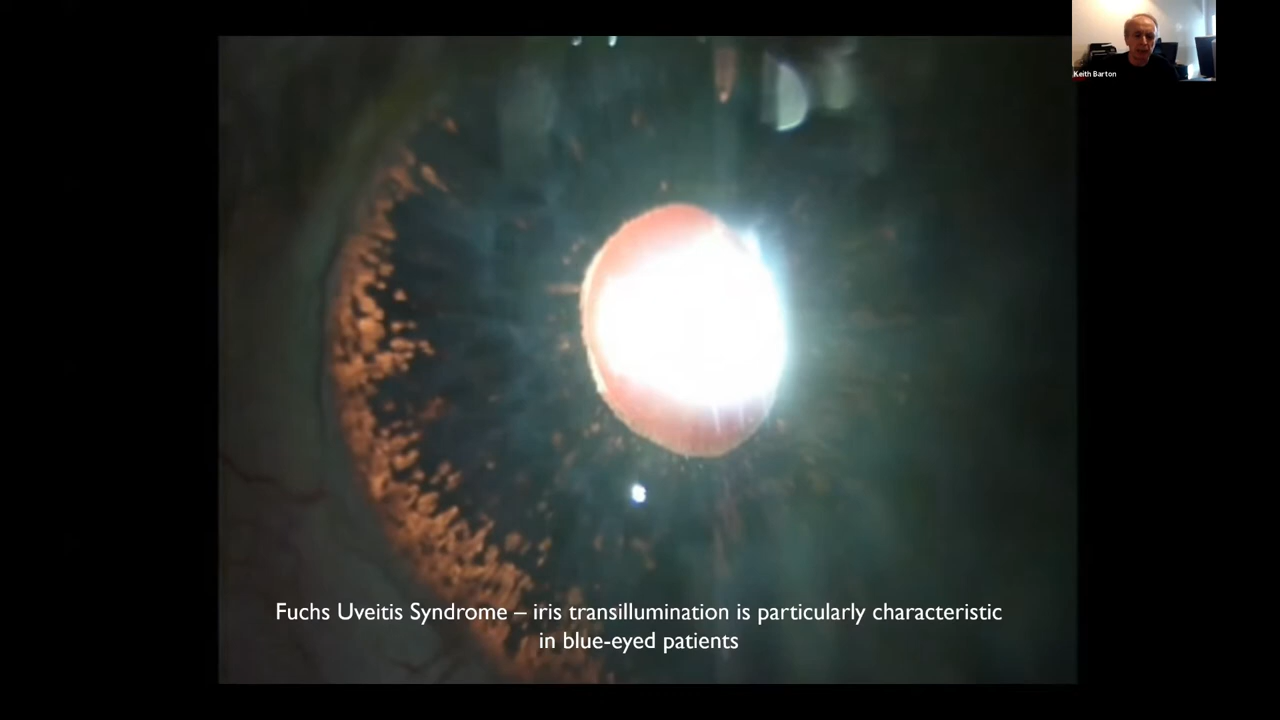 Keith Barton
Fuchs Uveitis Syndrome – iris transillumination is particularly characteristic
in blue-eyed patients